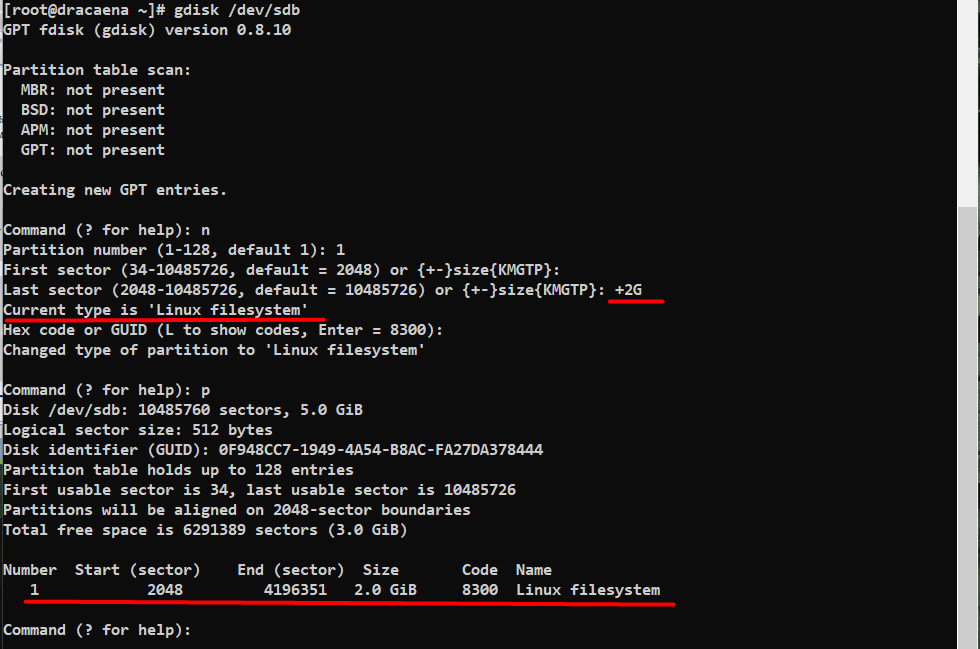 [root@dracaena ~]# gdisk /dev/sdb
GPT fdisk (gdisk) version 0.8.10
Partition table scan:
MBR: not present
BSD: not present
APM: not present
GPT: not present
Creating new GPT entries.
Command (? for help): n
Partition number (1-128, default 1): 1
First sector (34-10485726, default = 2048) or {+-}size{KMGTP}:
Last sector (2048-10485726, default = 10485726) or {+-}size{KMGTP}: +2G
Current type is 'Linux filesystem'
Hex code or GUID (L to show codes, Enter = 8300):
Changed type of partition to 'Linux filesystem'
Command (? for help): p
Disk /dev/sdb: 10485760 sectors, 5.0 GiB
Logical sector size: 512 bytes
Disk identifier (GUID): 0F948CC7-1949-4A54-B8AC-FA27DA378444
Partition table holds up to 128 entries
First usable sector is 34, last usable sector is 10485726
Partitions will be aligned on 2048-sector boundaries
Total free space is 6291389 sectors (3.0 GiB)
Number  Start (sector)    End (sector)  Size       Code  Name
1            2048         4196351   2.0 GiB     8300  Linux filesystem
Command (? for help):